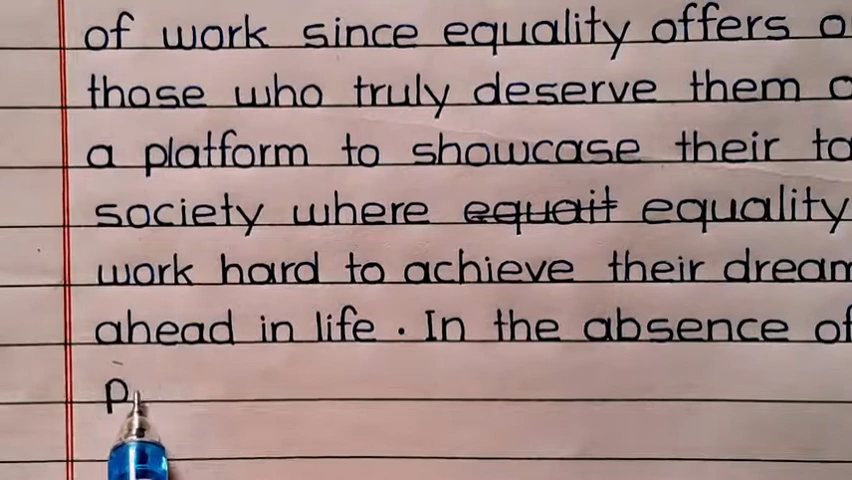 of work since equality offers o
those who truly deserve them a
a platform to showcase their ta
society where equait equality
work hard to achieve their dream
ahead in life. In the absence of
p